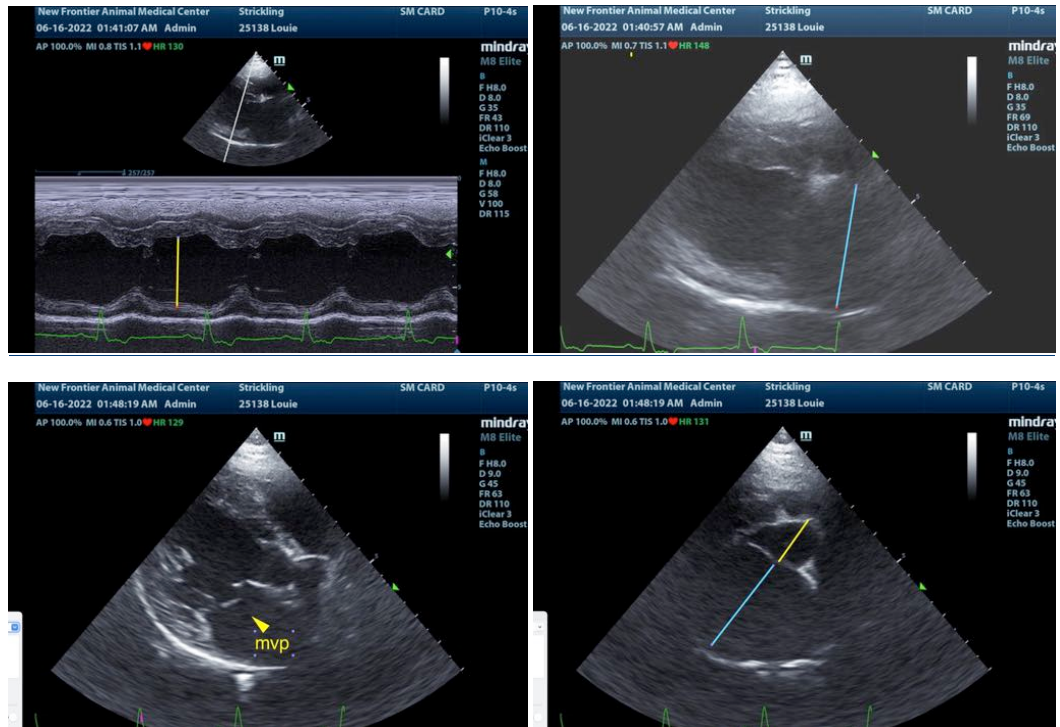 New Frontier Animal Medical Center Strickling SM CARD P10-4s
06-16-2022 01:41:07 AM Admin 25138 Louie
AP 100.0% MI 0.8 TIS 1.1 HR 130
mindray
M8 Elite
B
F H8.0
D 8.0
G 35
FR 43
DR 110
iClear 3
Echo Boost
M
F H8.0
D 8.0
G 58
V 100
DR 115
m
5
257/257
0
5
New Frontier Animal Medical Center Strickling SM CARD P10-4s
06-16-2022 01:40:57 AM Admin 25138 Louie
AP 100.0% MI 0.7 TIS 1.1 HR 148
mindray
M8 Elite
B
F H8.0
D 8.0
G 35
FR 69
DR 110
iClear 3
Echo Boost
m
5
New Frontier Animal Medical Center Strickling SM CARD P10-4s
06-16-2022 01:48:19 AM Admin 25138 Louie
AP 100.0% MI 0.6 TIS 1.0 HR 129
mindray
M8 Elite
B
F H8.0
D 9.0
G 45
FR 63
DR 110
iClear 3
Echo Boost
m
5
mvp
New Frontier Animal Medical Center Strickling SM CARD P10-4s
06-16-2022 01:48:19 AM Admin 25138 Louie
AP 100.0% MI 0.6 TIS 1.0 HR 131
mindray
M8 Elite
B
F H8.0
D 9.0
G 45
FR 63
DR 110
iClear 3
Echo Boost
m
5